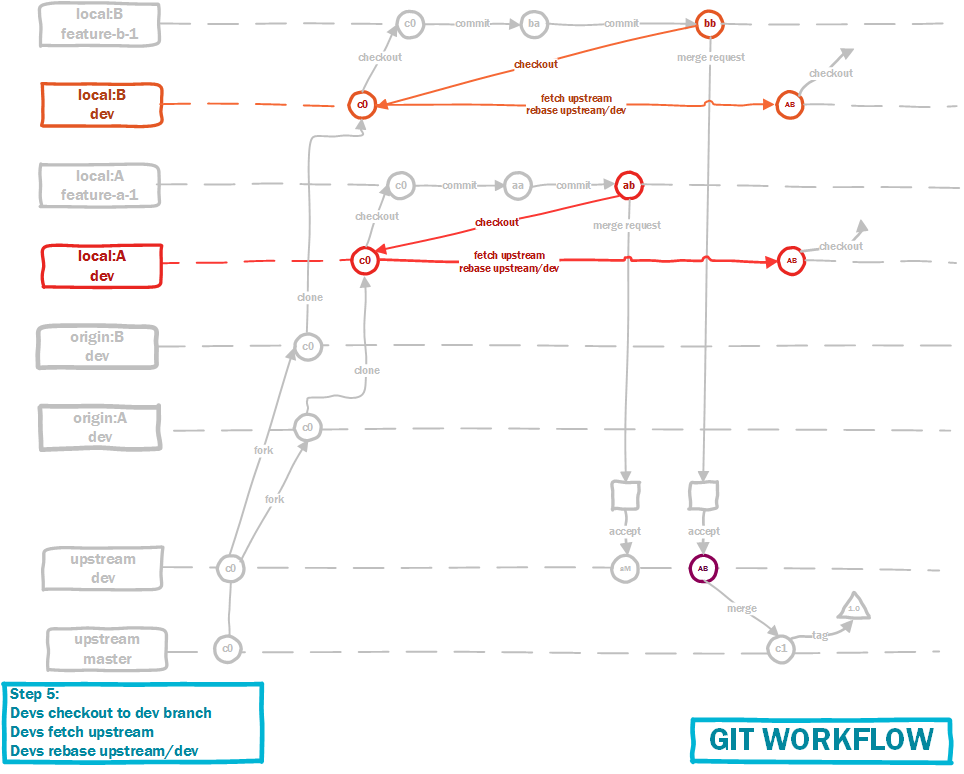 local:B
feature-b-1
c0
commit
ba
commit
bb
checkout
checkout
merge request
checkout
local:B
dev
c0
fetch upstream
rebase upstream/dev
AB
local:A
feature-a-1
c0
commit
aa
commit
ab
checkout
checkout
merge request
checkout
local:A
dev
c0
fetch upstream
rebase upstream/dev
AB
clone
origin:B
dev
c0
clone
origin:A
dev
c0
fork
fork
accept
accept
upstream
dev
c0
aM
AB
merge
1.0
tag
upstream
master
c0
c1
Step 5:
Devs checkout to dev branch
Devs fetch upstream
Devs rebase upstream/dev
GIT WORKFLOW